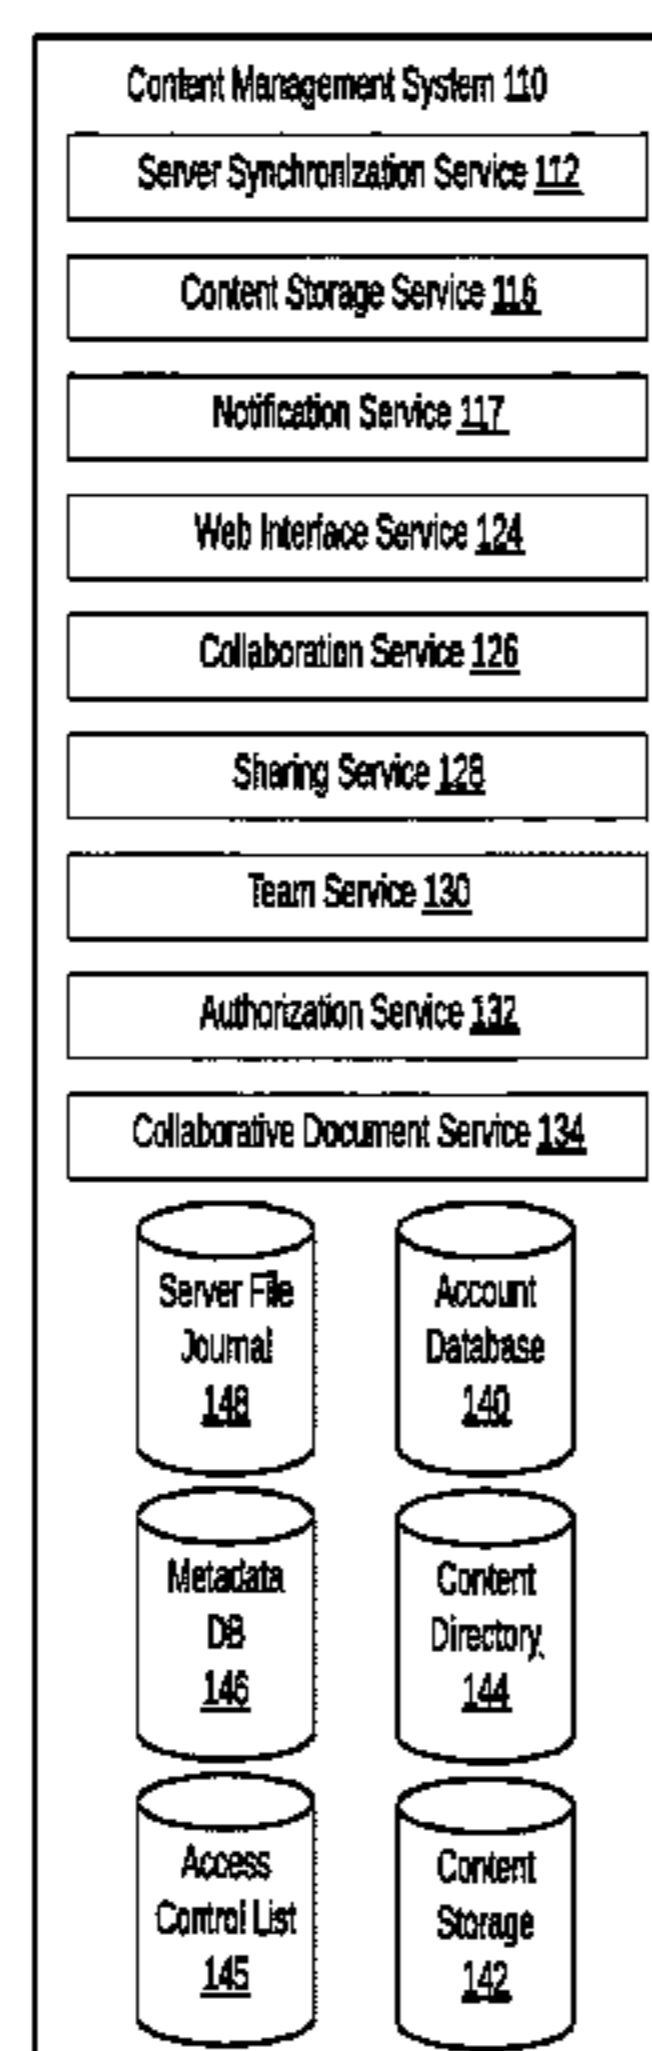 Content Management System 110
Server Synchronization Service 112
Content Storage Service 116
Notification Service 117
Web Interface Service 124
Collaboration Service 126
Sharing Service 128
Team Service 130
Authorization Service 132
Collaborative Document Service 134
Server File
Journal
148
Account
Database
140
Metadata
DB
146
Content
Directory
144
Access
Control List
145
Content
Storage
142